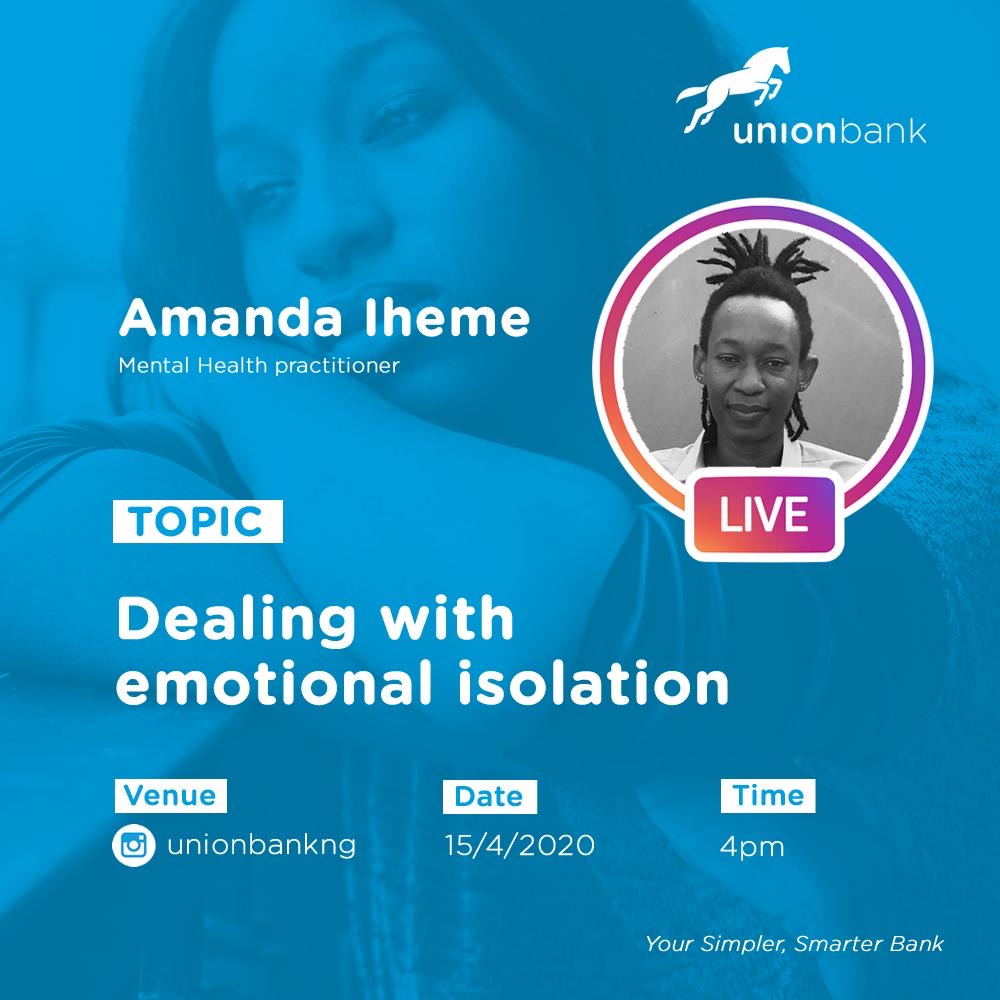 unionbank
Amanda Iheme
Mental Health practitioner
LIVE
TOPIC
Dealing with
emotional isolation
Venue
unionbankng
Date
15/4/2020
Time
4pm
Your Simpler, Smarter Bank